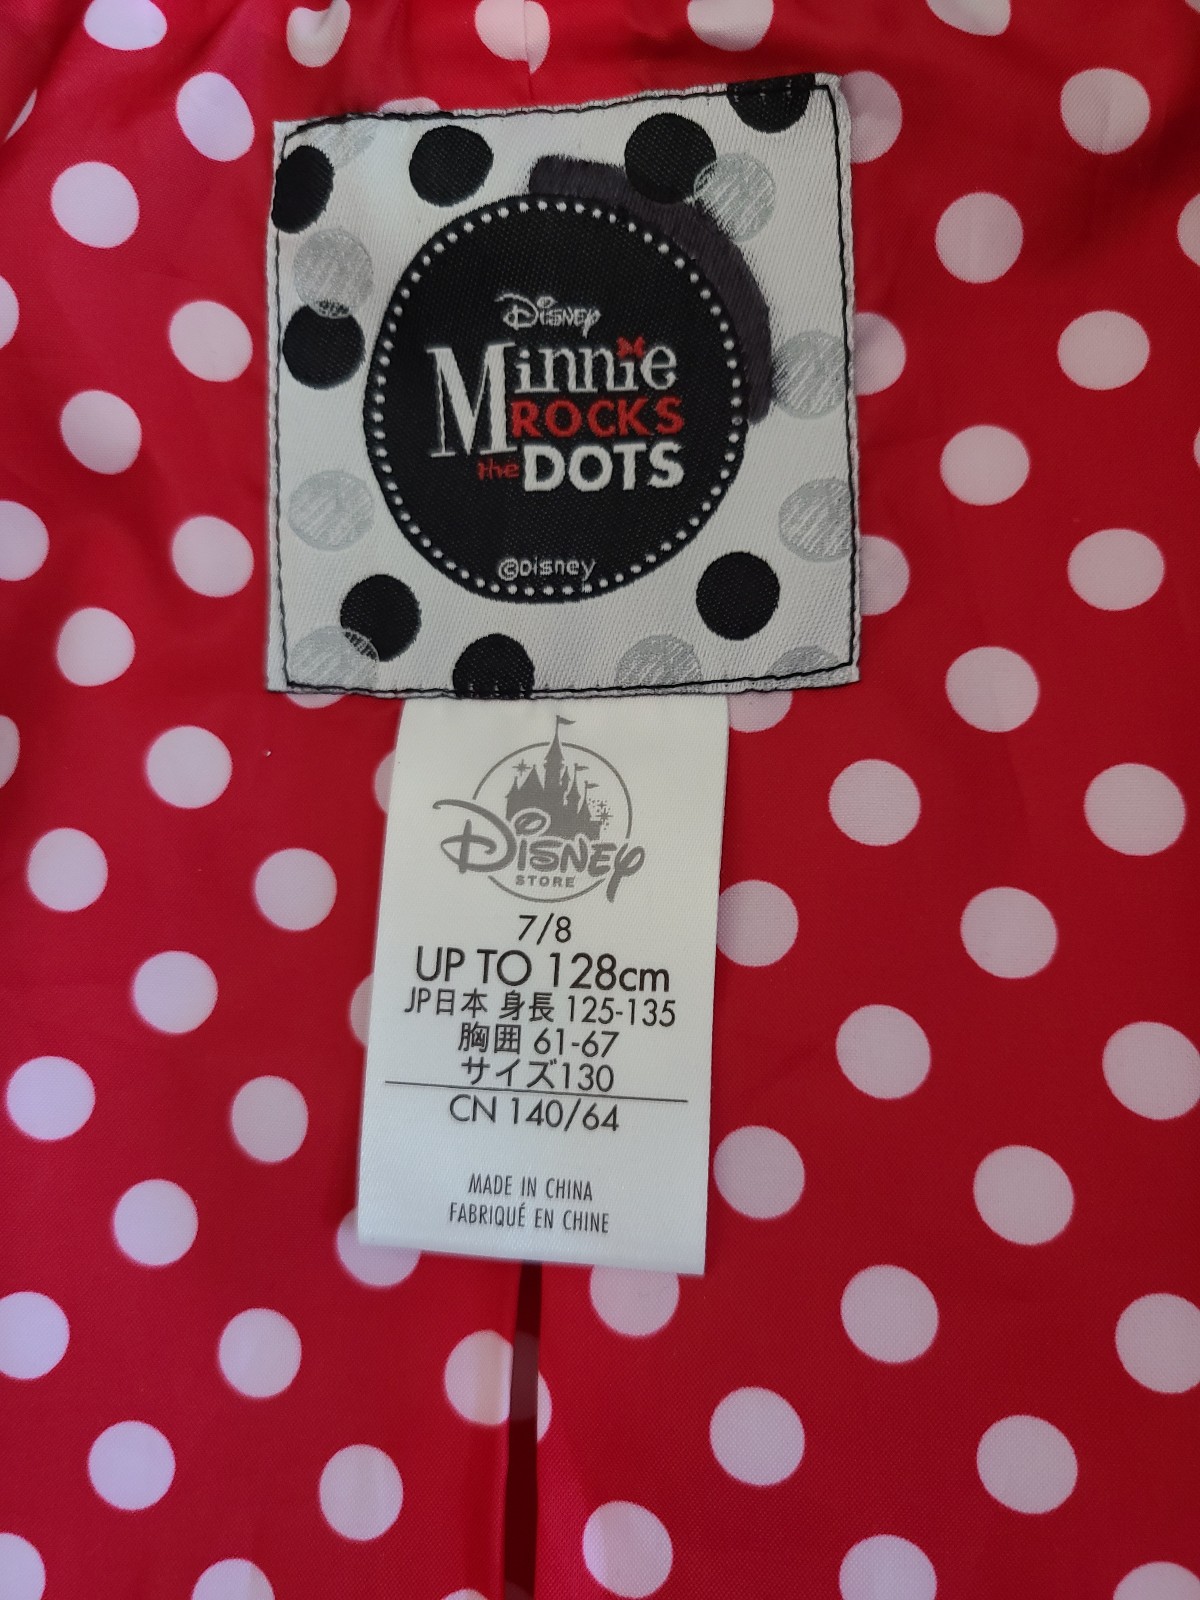 Disney
Minnie
ROCKS
the DOTS
©Disney
Disney
STORE
7/8
UP TO 128cm
JP日本 身長 125-135
胸囲 61-67
サイズ130
CN 140/64
MADE IN CHINA
FABRIQUÉ EN CHINE